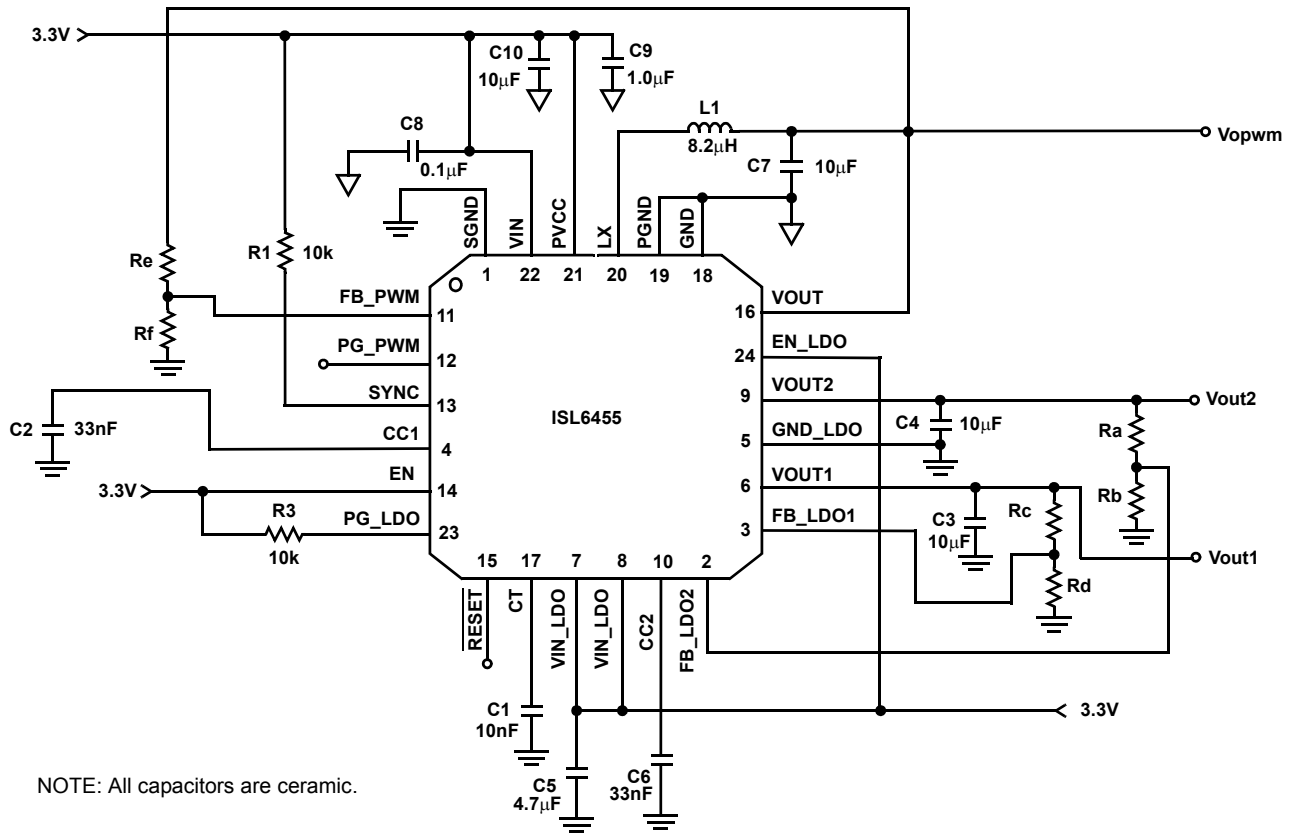 3.3V
C10
10μF
C9
1.0μF
L1
8.2μH
Vopwm
C8
0.1μF
C7
10μF
SGND
VIN
PVCC
LX
PGND
GND
R1
10k
Re
1
22
21
20
19
18
FB_PWM
11
VOUT
16
Rf
PG_PWM
12
EN_LDO
24
SYNC
13
VOUT2
9
Vout2
C2
33nF
ISL6455
C4
10μF
Ra
CC1
4
GND_LDO
5
EN
3.3V
14
VOUT1
6
Rb
R3
10k
PG_LDO
23
FB_LDO1
3
C3
10μF
Rc
Vout1
15
17
7
8
10
2
Rd
RESET
CT
VIN_LDO
VIN_LDO
CC2
FB_LDO2
C1
10nF
3.3V
C5
4.7μF
C6
33nF
NOTE: All capacitors are ceramic.